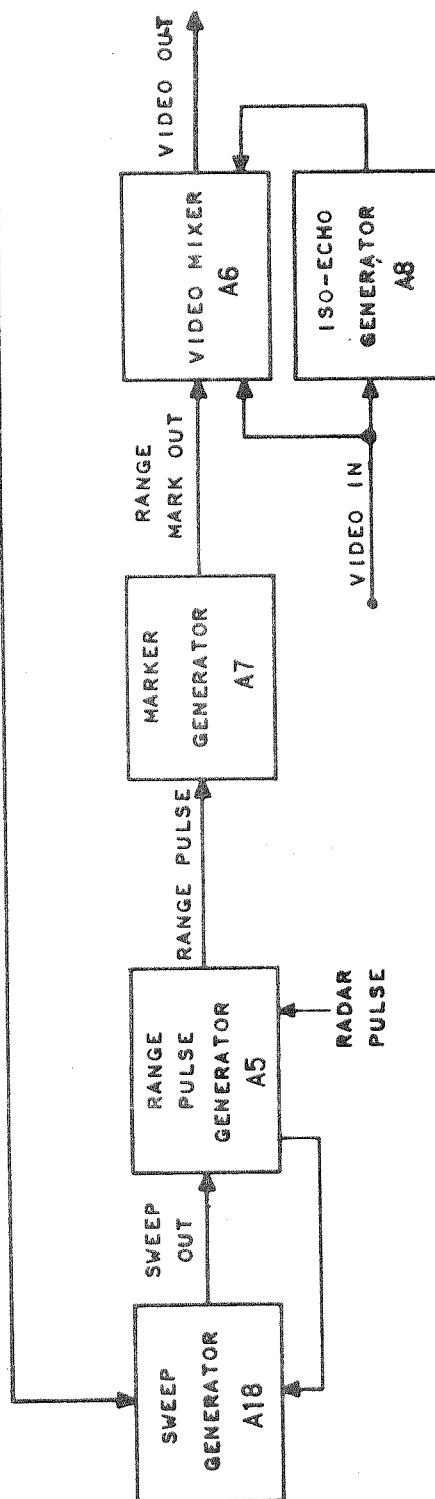 SWEEP
GENERATOR
A18
SWEEP
OUT
RANGE
PULSE
GENERATOR
A5
RADAR
PULSE
RANGE PULSE
MARKER
GENERATOR
A7
RANGE
MARK OUT
VIDEO MIXER
A6
VIDEO OUT
VIDEO IN
ISO-ECHO
GENERATOR
A8